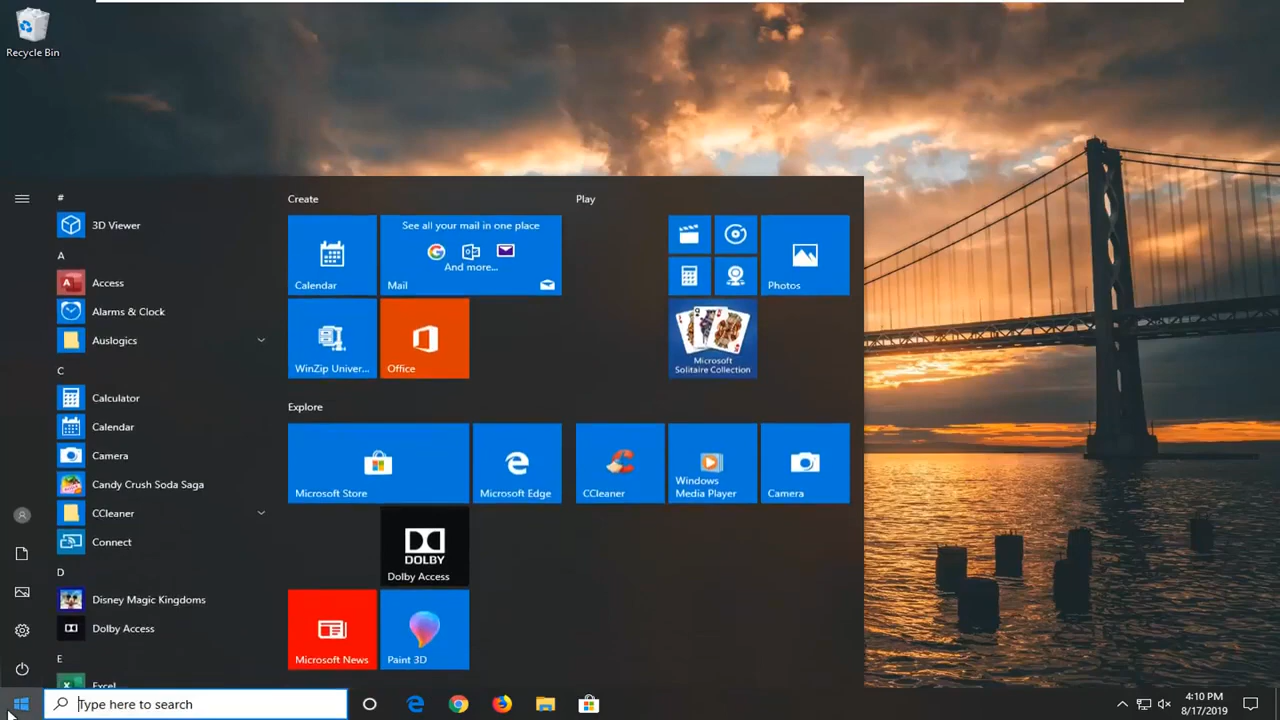 Recycle Bin
#
3D Viewer
A
Access
Alarms & Clock
Auslogics
C
Calculator
Calendar
Camera
Candy Crush Soda Saga
CCleaner
Connect
D
Disney Magic Kingdoms
Dolby Access
E
Excel
Create
Calendar
See all your mail in one place
And more...
Mail
WinZip Univer...
Office
Explore
Microsoft Store
Microsoft Edge
DOLBY
Dolby Access
Microsoft News
Paint 3D
Play
Photos
Microsoft
Solitaire Collection
CCleaner
Windows
Media Player
Camera
Type here to search
4:10 PM
8/17/2019